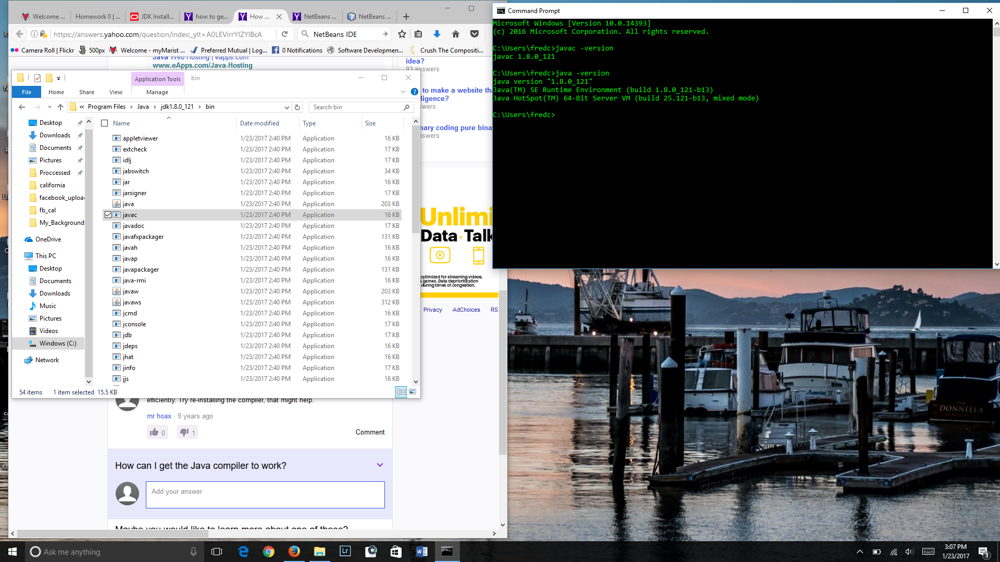 Welcome ...
Homework 0 | ...
JDK Install...
how to ge...
How ...
NetBeans ...
NetBeans ...
https://answers.yahoo.com/question/index;_ylt=A0LEVirrYIZYIBcA
NetBeans IDE
Camera Roll | Flickr
500px
Welcome - myMarist ...
Preferred Mutual | Log...
0 Notifications
Software Developmen...
Crush The Compositi...
Java Web Hosting | eapps.com
www.eApps.com/Java-Hosting
idea?
93 answers
to make a website tha
ligence?
answers
nary coding pure bina
swers
Unlimi
Data·Talk
optimized for streaming videos,
games. Data deprioritization
during times of congestion.
Privacy
AdChoices
RS
Application Tools
bin
File
Home
Share
View
Manage
« Program Files > Java > jdk1.8.0_121 > bin
Search bin
Desktop
Downloads
Documents
Pictures
Proccessed
california
facebook_uploa
fb_cal
My_Background
OneDrive
This PC
Desktop
Documents
Downloads
Music
Pictures
Videos
Windows (C:)
Network
Name Date modified Type Size
appletviewer 1/23/2017 2:40 PM Application 16 KB
extcheck 1/23/2017 2:40 PM Application 17 KB
idlj 1/23/2017 2:40 PM Application 17 KB
jabswitch 1/23/2017 2:40 PM Application 34 KB
jar 1/23/2017 2:40 PM Application 16 KB
jarsigner 1/23/2017 2:40 PM Application 17 KB
java 1/23/2017 2:40 PM Application 203 KB
javac 1/23/2017 2:40 PM Application 16 KB
javadoc 1/23/2017 2:40 PM Application 17 KB
javafxpackager 1/23/2017 2:40 PM Application 131 KB
javah 1/23/2017 2:40 PM Application 16 KB
javap 1/23/2017 2:40 PM Application 16 KB
javapackager 1/23/2017 2:40 PM Application 131 KB
java-rmi 1/23/2017 2:40 PM Application 16 KB
javaw 1/23/2017 2:40 PM Application 203 KB
javaws 1/23/2017 2:40 PM Application 312 KB
jcmd 1/23/2017 2:40 PM Application 16 KB
jconsole 1/23/2017 2:40 PM Application 17 KB
jdb 1/23/2017 2:40 PM Application 17 KB
jdeps 1/23/2017 2:40 PM Application 16 KB
jhat 1/23/2017 2:40 PM Application 16 KB
jinfo 1/23/2017 2:40 PM Application 17 KB
jjs 1/23/2017 2:40 PM Application 16 KB
54 items 1 item selected 15.5 KB
efficiently. Try re-installing the compiler, that might help.
mr hoax · 9 years ago
0
1
Comment
How can I get the Java compiler to work?
Add your answer
Maybe you would like to learn more about one of these?
Command Prompt
Microsoft Windows [Version 10.0.14393]
(c) 2016 Microsoft Corporation. All rights reserved.
C:\Users\fredc>javac -version
javac 1.8.0_121
C:\Users\fredc>java -version
java version "1.8.0_121"
Java(TM) SE Runtime Environment (build 1.8.0_121-b13)
Java HotSpot(TM) 64-Bit Server VM (build 25.121-b13, mixed mode)
C:\Users\fredc>
America II
THE
DONNELLA
Ask me anything
Lr
3:07 PM
1/23/2017
3